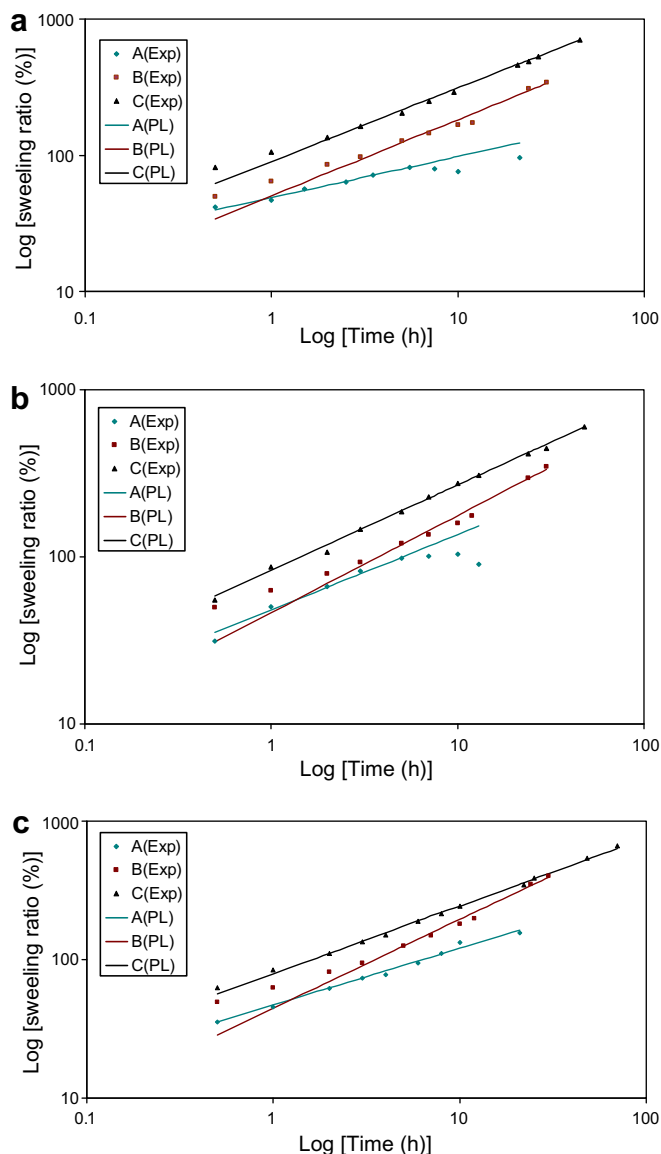 a
1000
100
10
0.1
1
10
100
Log [sweeling ratio (%)]
Log [Time (h)]
A(Exp)
B(Exp)
C(Exp)
A(PL)
B(PL)
C(PL)
b
1000
100
10
0.1
1
10
100
Log [sweeling ratio (%)]
Log [Time (h)]
A(Exp)
B(Exp)
C(Exp)
A(PL)
B(PL)
C(PL)
c
1000
100
10
0.1
1
10
100
Log [sweeling ratio (%)]
Log [Time (h)]
A(Exp)
B(Exp)
C(Exp)
A(PL)
B(PL)
C(PL)